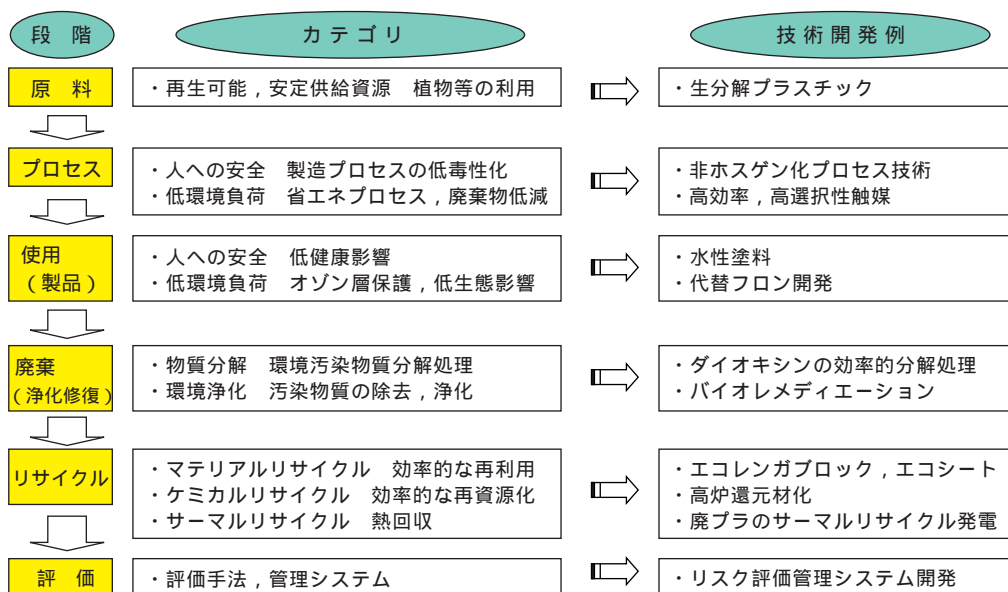 段 階
カ テ ゴ リ
技 術 開 発 例
原 料
・再生可能，安定供給資源　植物等の利用
・生分解プラスチック
プロセス
・人への安全　製造プロセスの低毒性化
・低環境負荷　省エネプロセス，廃棄物低減
・非ホスゲン化プロセス技術
・高効率，高選択性触媒
使用
（製品）
・人への安全　低健康影響
・低環境負荷　オゾン層保護，低生態影響
・水性塗料
・代替フロン開発
廃棄
（浄化修復）
・物質分解　環境汚染物質分解処理
・環境浄化　汚染物質の除去，浄化
・ダイオキシンの効率的分解処理
・バイオレメディエーション
リサイクル
・マテリアルリサイクル　効率的な再利用
・ケミカルリサイクル　効率的な再資源化
・サーマルリサイクル　熱回収
・エコレンガブロック，エコシート
・高炉還元材化
・廃プラのサーマルリサイクル発電
評 価
・評価手法，管理システム
・リスク評価管理システム開発